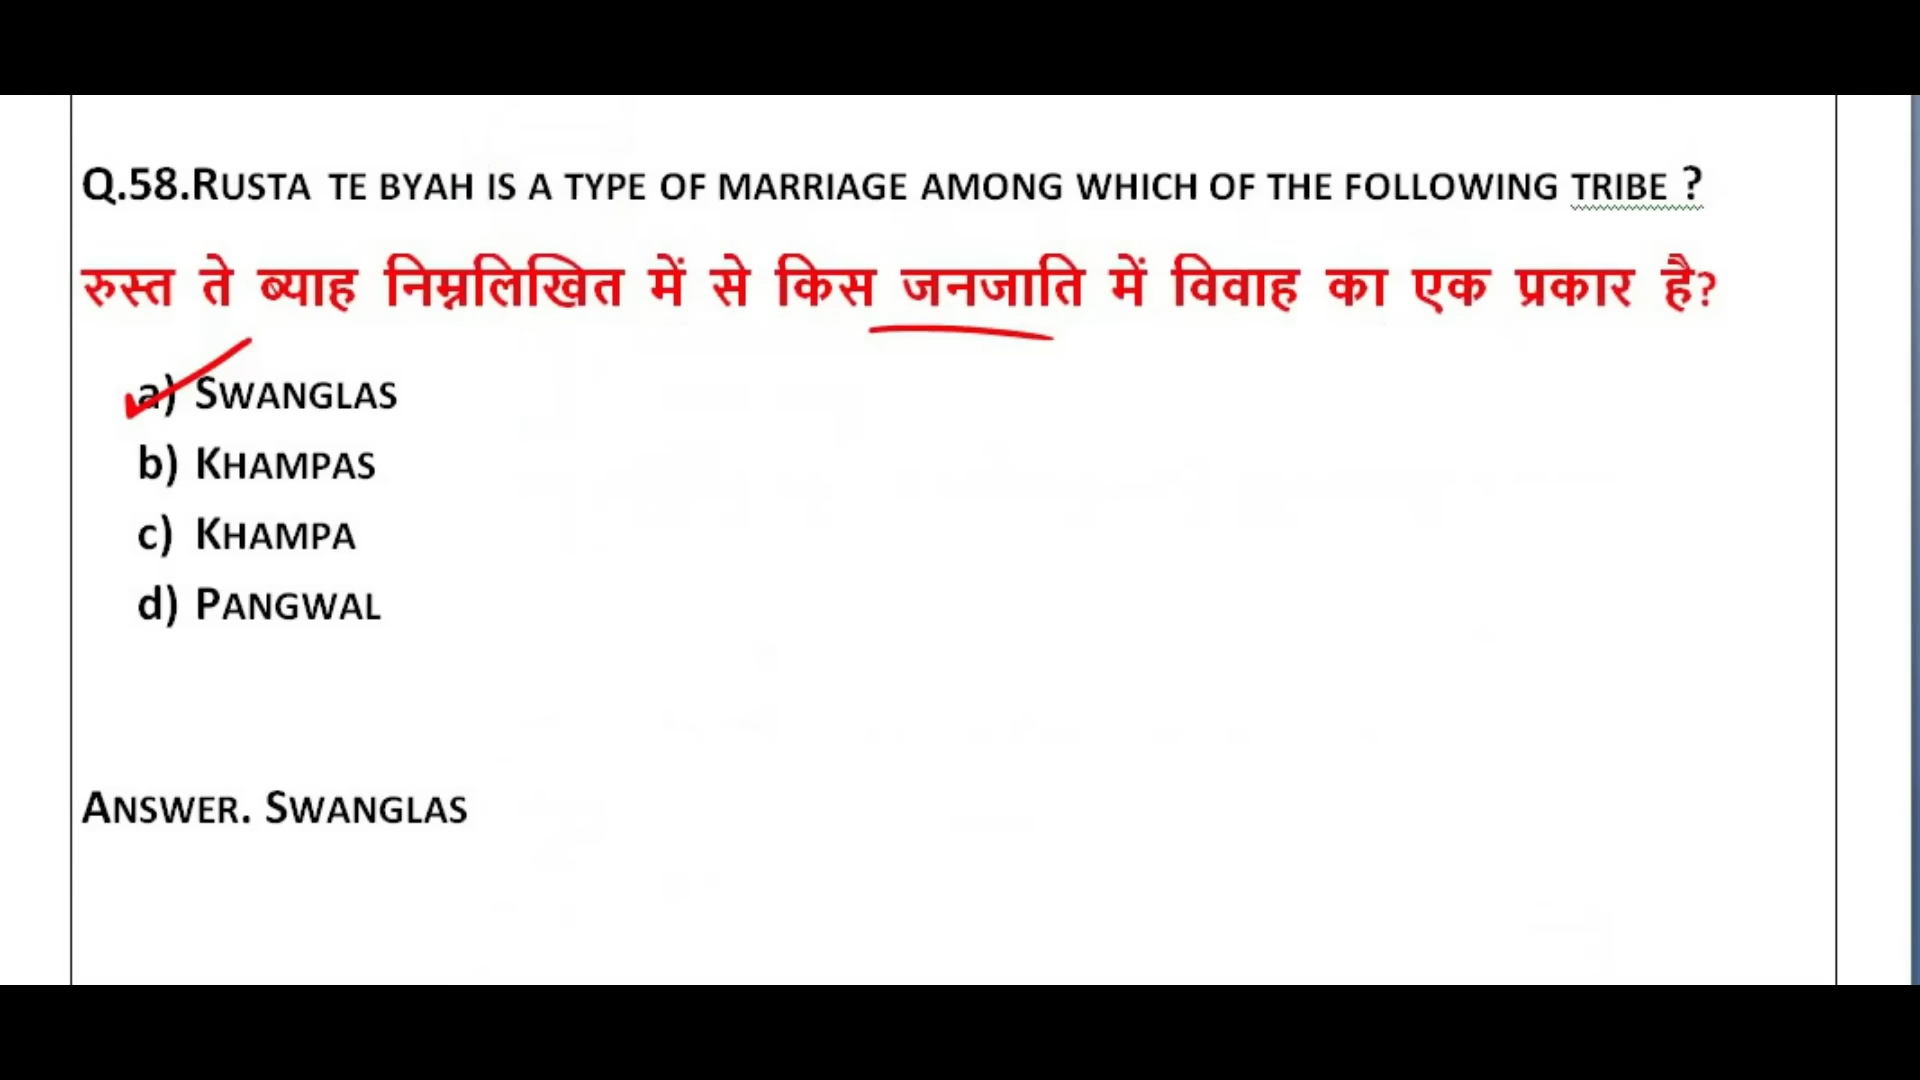 Q.58.RUSTA TE BYAH IS A TYPE OF MARRIAGE AMONG WHICH OF THE FOLLOWING TRIBE ?
रुस्त ते ब्याह निम्नलिखित में से किस जनजाति में विवाह का एक प्रकार है?
a) SWANGLAS
b) KHAMPAS
c) KHAMPA
d) PANGWAL
ANSWER. SWANGLAS